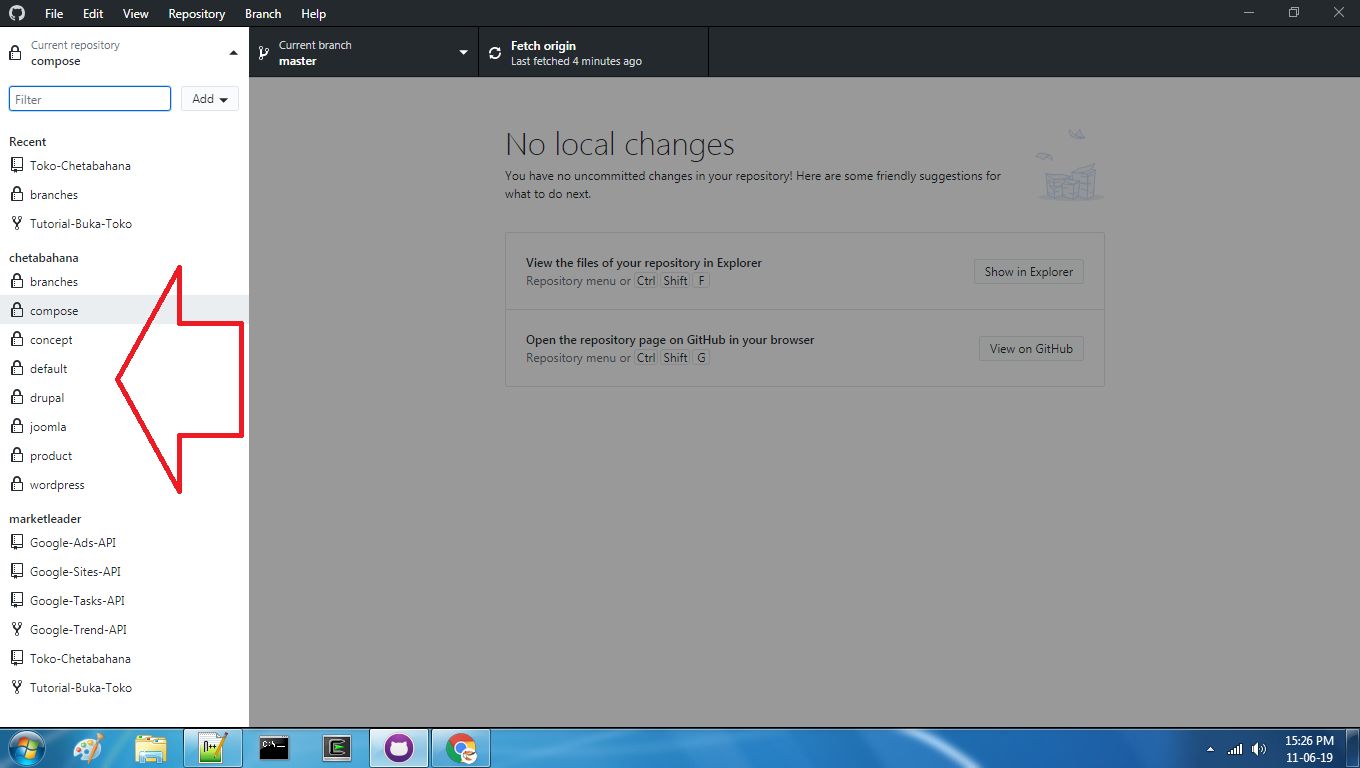 File Edit View Repository Branch Help
Current repository
compose
Current branch
master
Fetch origin
Last fetched 4 minutes ago
Filter
Add
Recent
Toko-Chetabahana
branches
Tutorial-Buka-Toko
chetabahana
branches
compose
concept
default
drupal
joomla
product
wordpress
marketleader
Google-Ads-API
Google-Sites-API
Google-Tasks-API
Google-Trend-API
Toko-Chetabahana
Tutorial-Buka-Toko
No local changes
You have no uncommitted changes in your repository! Here are some friendly suggestions for
what to do next.
View the files of your repository in Explorer
Repository menu or Ctrl Shift F
Show in Explorer
Open the repository page on GitHub in your browser
Repository menu or Ctrl Shift G
View on GitHub
N++
C:\
15:26 PM
11-06-19